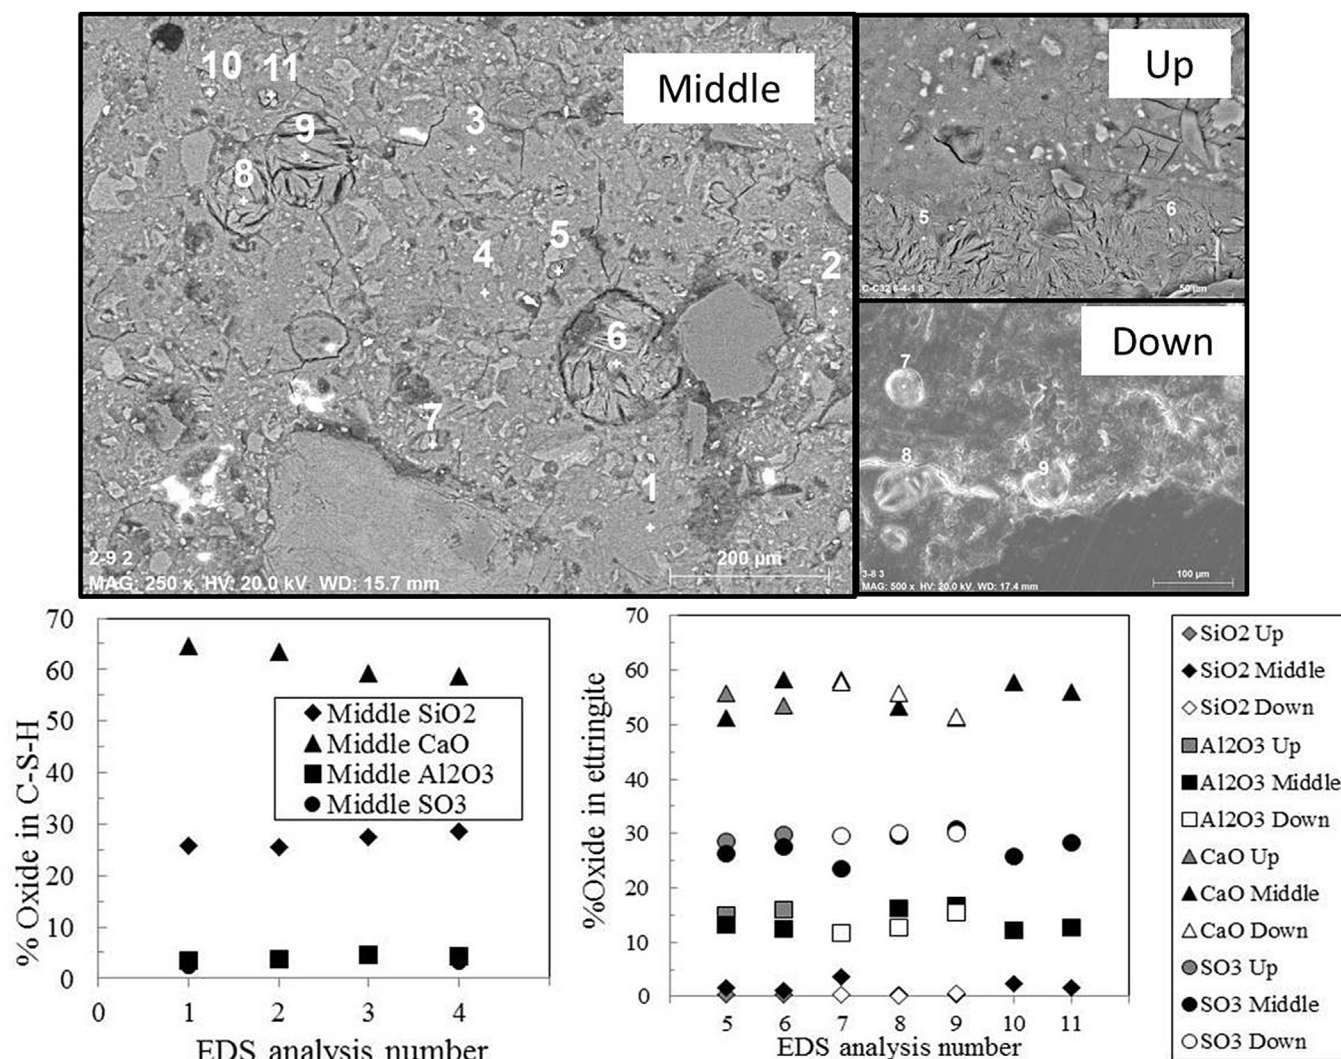 Middle
10
11
9
3
8
5
4
2
6
7
1
200 µm
2-9 2
MAG: 250 x HV: 20.0 kV WD: 15.7 mm
Up
5
6
50 µm
Down
7
8
9
3-8 3
100 µm
MAG: 500 x HV: 20.0 kV WD: 17.4 mm
% Oxide in C-S-H
70
60
50
40
30
20
10
0
Middle SiO2
Middle CaO
Middle Al2O3
Middle SO3
0
1
2
3
4
EDS analysis number
%Oxide in ettringite
70
60
50
40
30
20
10
0
5
6
7
8
9
10
11
EDS analysis number
SiO2 Up
SiO2 Middle
SiO2 Down
Al2O3 Up
Al2O3 Middle
Al2O3 Down
CaO Up
CaO Middle
CaO Down
SO3 Up
SO3 Middle
SO3 Down